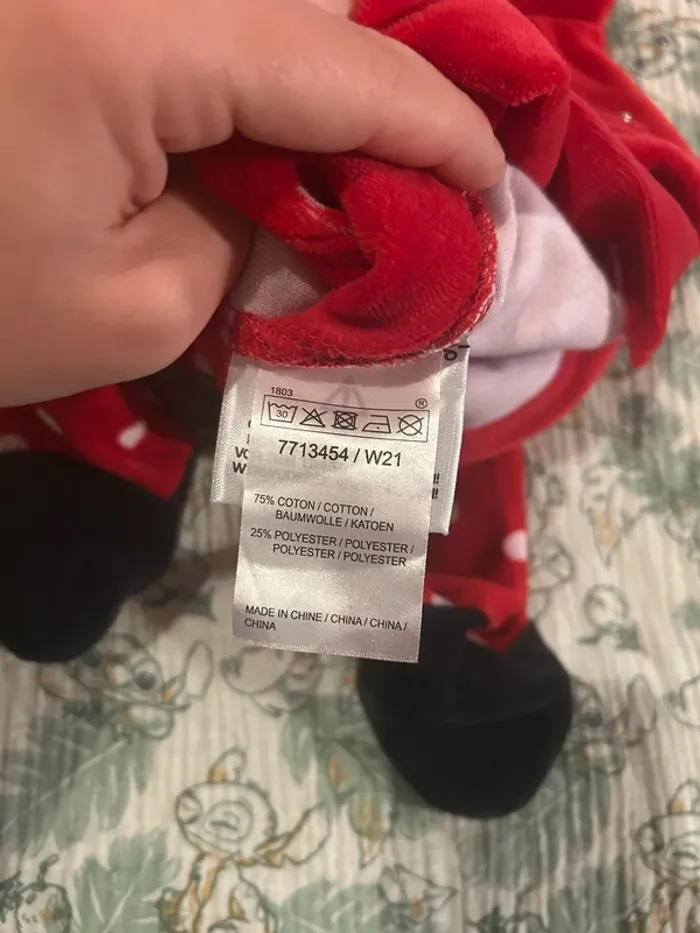 1803
®
30
7713454 / W21
75% COTON / COTTON /
BAUMWOLLE / KATOEN
25% POLYESTER / POLYESTER /
POLYESTER / POLYESTER
MADE IN CHINE / CHINA / CHINA /
CHINA